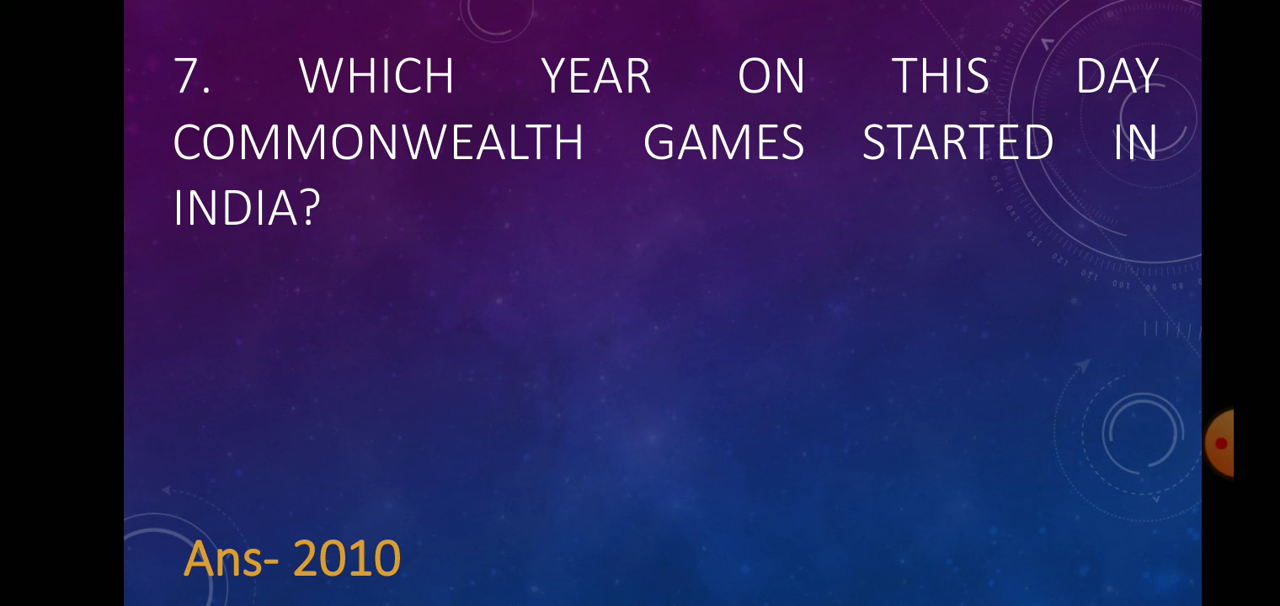 7. WHICH YEAR ON THIS DAY
COMMONWEALTH GAMES STARTED IN
INDIA?
Ans- 2010